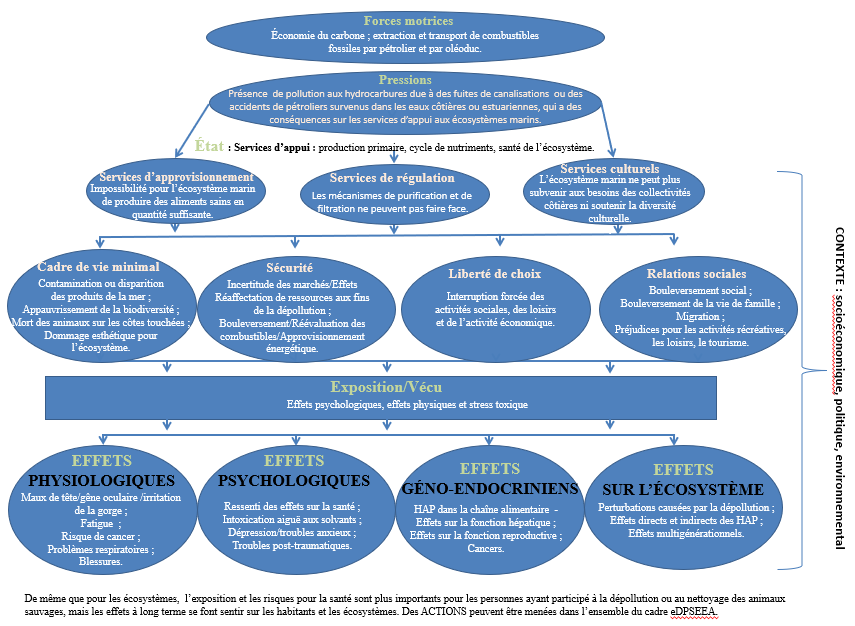 Forces motrices
Économie du carbone ; extraction et transport de combustibles
fossiles par pétrolier et par oléoduc.
Pressions
Présence de pollution aux hydrocarbures due à des fuites de canalisations ou des
accidents de pétroliers survenus dans les eaux côtières ou estuariennes, qui a des
conséquences sur les services d'appui aux écosystèmes marins.
État : Services d'appui : production primaire, cycle de nutriments, santé de l'écosystème.
Services d'approvisionnement
Impossibilité pour l'écosystème marin
de produire des aliments sains en
quantité suffisante.
Services de régulation
Les mécanismes de purification et de
filtration ne peuvent pas faire face.
Services culturels
L'écosystème marin ne peut plus
subvenir aux besoins des collectivités
côtières ni soutenir la diversité
culturelle.
Cadre de vie minimal
Contamination ou disparition
des produits de la mer ;
Appauvrissement de la biodiversité ;
Mort des animaux sur les côtes touchées ;
Dommage esthétique pour
l'écosystème.
Sécurité
Incertitude des marchés/Effets
Réaffectation de ressources aux fins
de la dépollution ;
Bouleversement/Réévaluation des
combustibles/Approvisionnement
énergétique.
Liberté de choix
Interruption forcée des
activités sociales, des loisirs
et de l'activité économique.
Relations sociales
Bouleversement social ;
Bouleversement de la vie de famille ;
Migration ;
Préjudices pour les activités récréatives,
les loisirs, le tourisme.
Exposition/Vécu
Effets psychologiques, effets physiques et stress toxique
EFFETS
PHYSIOLOGIQUES
Maux de tête/gêne oculaire /irritation
de la gorge ;
Fatigue ;
Risque de cancer ;
Problèmes respiratoires ;
Blessures.
EFFETS
PSYCHOLOGIQUES
Ressenti des effets sur la santé ;
Intoxication aiguë aux solvants ;
Dépression/troubles anxieux ;
Troubles post-traumatiques.
EFFETS
GÉNO-ENDOCRINIENS
HAP dans la chaîne alimentaire -
Effets sur la fonction hépatique ;
Effets sur la fonction reproductive ;
Cancers.
EFFETS
SUR L'ÉCOSYSTÈME
Perturbations causées par la dépollution ;
Effets directs et indirects des HAP ;
Effets multigénérationnels.
CONTEXTE : socioéconomique, politique, environnemental
De même que pour les écosystèmes, l'exposition et les risques pour la santé sont plus importants pour les personnes ayant participé à la dépollution ou au nettoyage des animaux
sauvages, mais les effets à long terme se font sentir sur les habitants et les écosystèmes. Des ACTIONS peuvent être menées dans l'ensemble du cadre eDPSEEA.